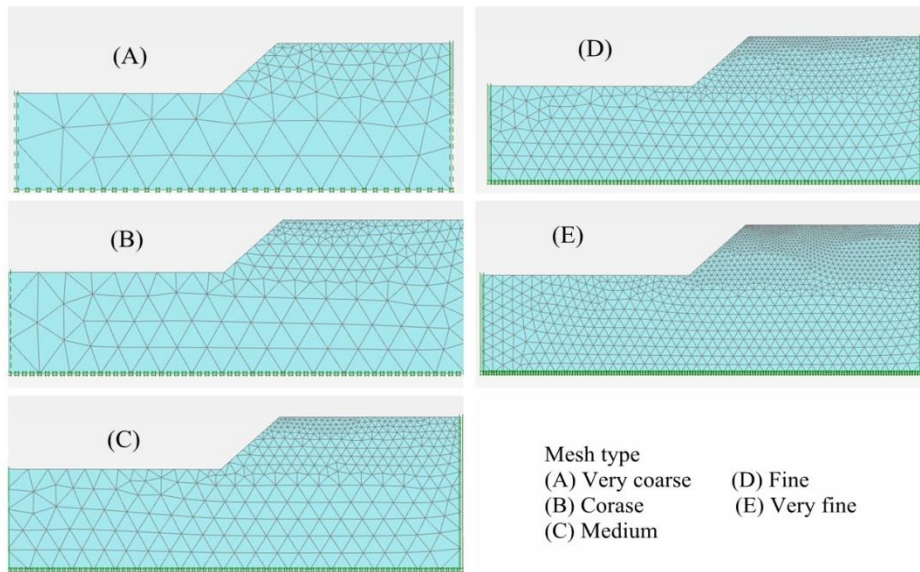 (A)
(B)
(C)
(D)
(E)
Mesh type
(A) Very coarse (D) Fine
(B) Corase (E) Very fine
(C) Medium